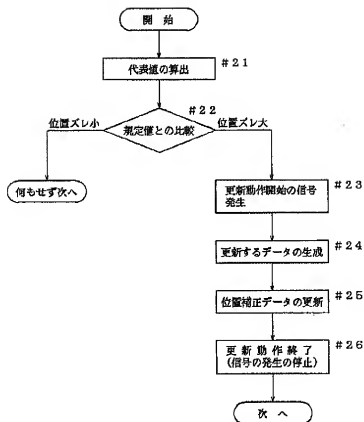 開始
代表値の算出
#21
#22
位置ズレ小
規定値との比較
位置ズレ大
何もせず次へ
更新動作開始の信号
発生
#23
更新するデータの生成
#24
位置補正データの更新
#25
更新動作終了
(信号の発生の停止)
#26
次へ